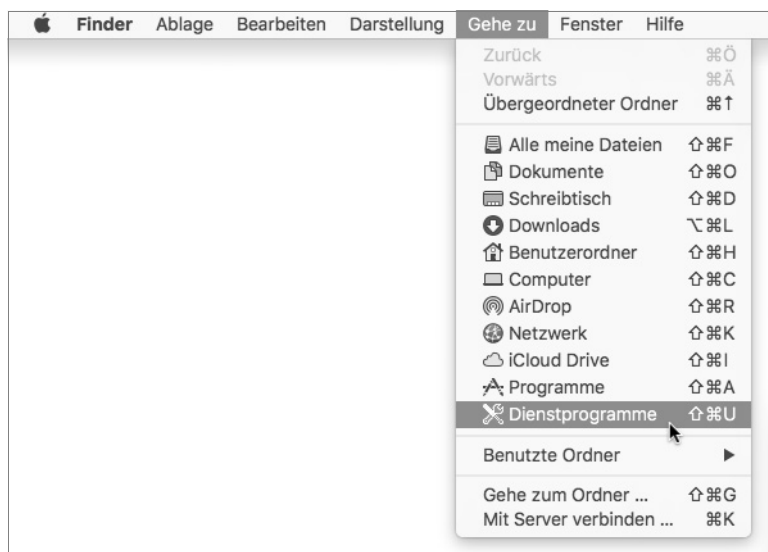 Finder Ablage Bearbeiten Darstellung Gehe zu Fenster Hilfe
Zurück ⌘Ö
Vorwärts ⌘Ä
Übergeordneter Ordner ⌘↑
Alle meine Dateien ⇧⌘F
Dokumente ⇧⌘O
Schreibtisch ⇧⌘D
Downloads ⌥⌘L
Benutzerordner ⇧⌘H
Computer ⇧⌘C
AirDrop ⇧⌘R
Netzwerk ⇧⌘K
iCloud Drive ⇧⌘I
Programme ⇧⌘A
Dienstprogramme ⇧⌘U
Benutzte Ordner ▶
Gehe zum Ordner ... ⇧⌘G
Mit Server verbinden ... ⌘K